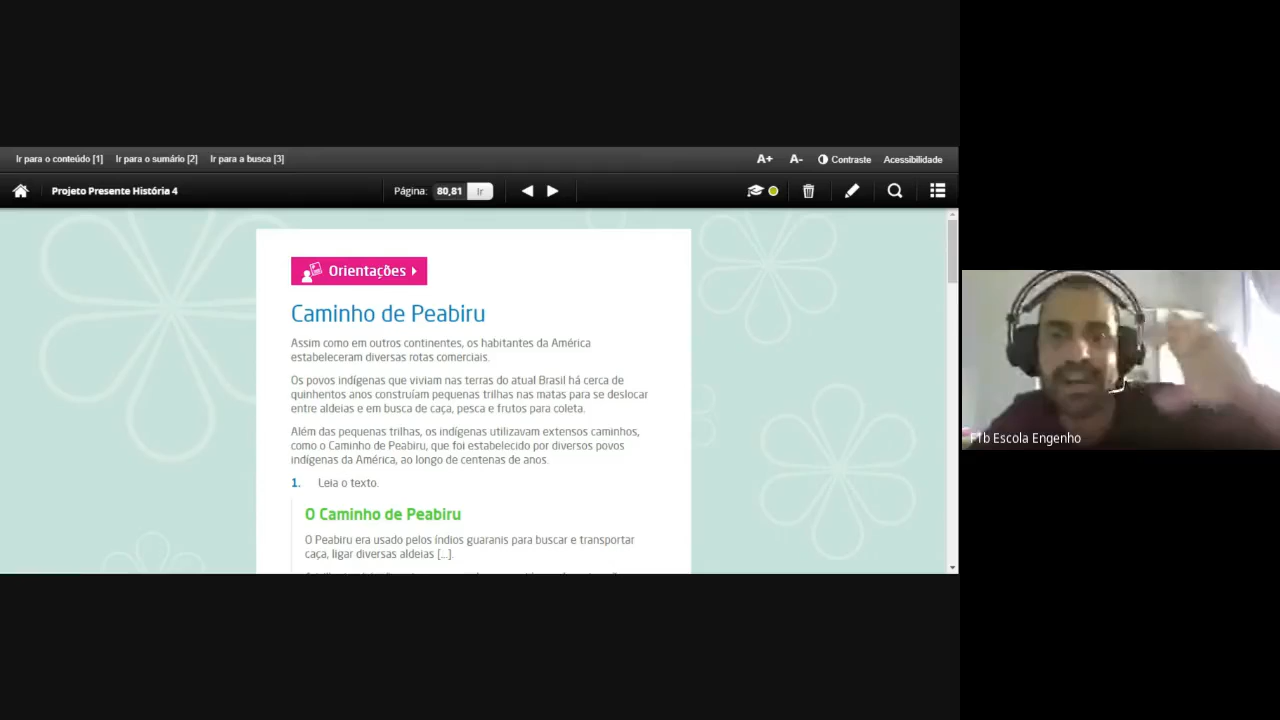 Ir para o conteúdo [1] Ir para o sumário [2] Ir para a busca [3] A+ A- Contraste Acessibilidade
Projeto Presente História 4 Página: 80,81 Ir
Orientações
Caminho de Peabiru
Assim como em outros continentes, os habitantes da América
estabeleceram diversas rotas comerciais.
Os povos indígenas que viviam nas terras do atual Brasil há cerca de
quinhentos anos construíam pequenas trilhas nas matas para se deslocar
entre aldeias e em busca de caça, pesca e frutos para coleta.
Além das pequenas trilhas, os indígenas utilizavam extensos caminhos,
como o Caminho de Peabiru, que foi estabelecido por diversos povos
indígenas da América, ao longo de centenas de anos.
1. Leia o texto.
O Caminho de Peabiru
O Peabiru era usado pelos índios guaranis para buscar e transportar
caça, ligar diversas aldeias [...].
F1b Escola Engenho